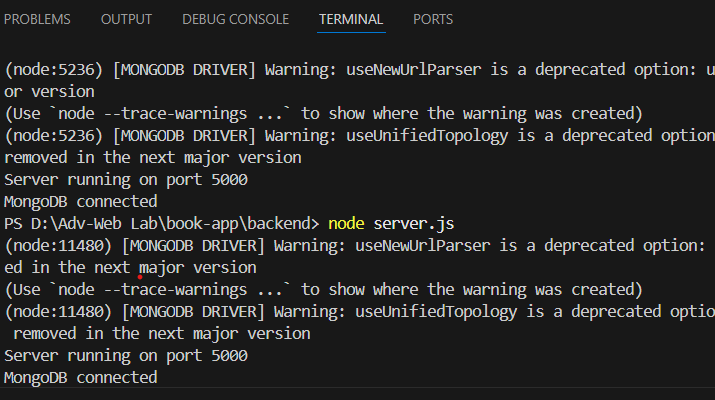 PROBLEMS OUTPUT DEBUG CONSOLE TERMINAL PORTS
(node:5236) [MONGODB DRIVER] Warning: useNewUrlParser is a deprecated option: u
or version
(Use `node --trace-warnings ...` to show where the warning was created)
(node:5236) [MONGODB DRIVER] Warning: useUnifiedTopology is a deprecated option
removed in the next major version
Server running on port 5000
MongoDB connected
PS D:\Adv-Web Lab\book-app\backend> node server.js
(node:11480) [MONGODB DRIVER] Warning: useNewUrlParser is a deprecated option:
ed in the next major version
(Use `node --trace-warnings ...` to show where the warning was created)
(node:11480) [MONGODB DRIVER] Warning: useUnifiedTopology is a deprecated optio
removed in the next major version
Server running on port 5000
MongoDB connected